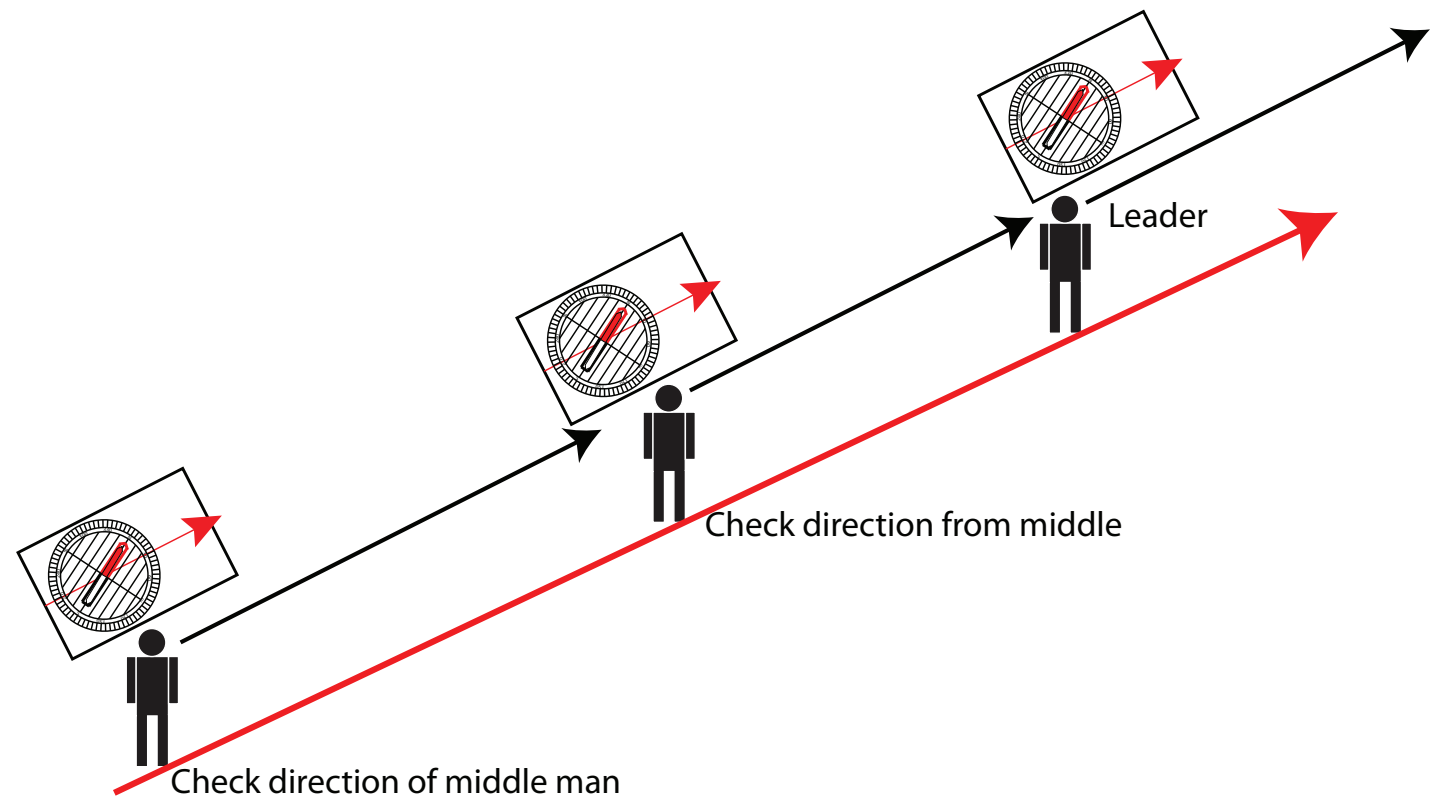 Leader
Check direction from middle
Check direction of middle man